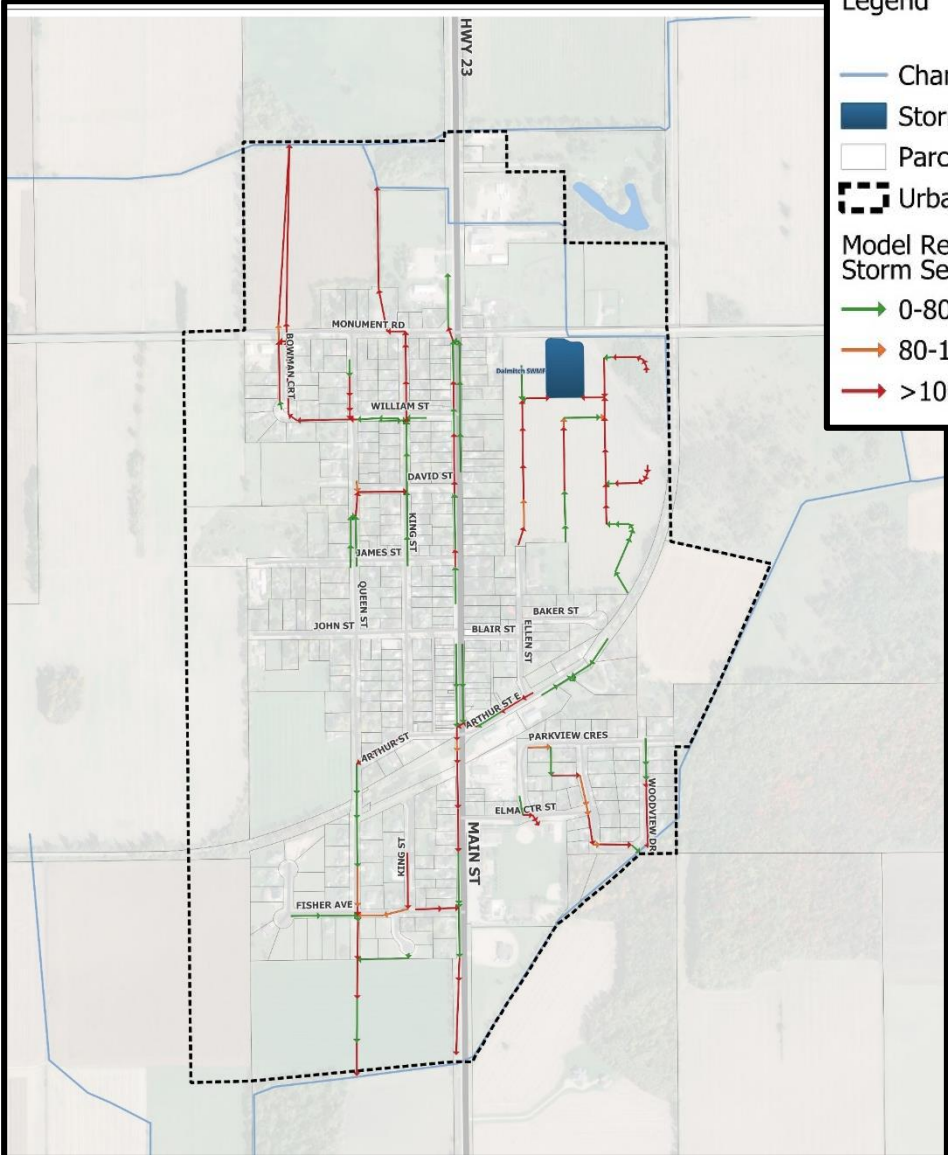 Legend
Char
Stor
Parc
Urba
Model Re
Storm Se
0-80
80-1
>10
HWY 23
MONUMENT RD
BOWMAN CRT
WILLIAM ST
DAVID ST
KING ST
JAMES ST
QUEEN ST
JOHN ST
BAKER ST
BLAIR ST
ELLEN ST
ARTHUR ST E
ARTHUR ST
PARKVIEW CRES
WOODVIEW DR
ELMA CTR ST
MAIN ST
KING ST
FISHER AVE